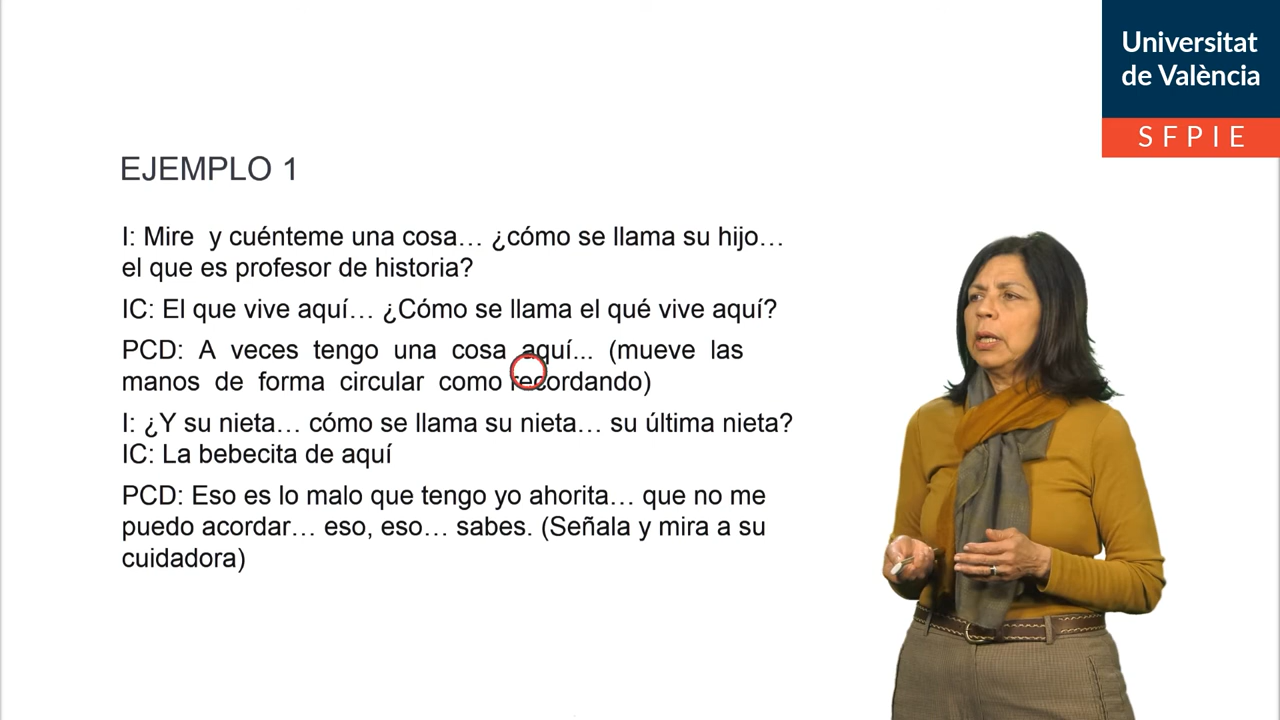 Universitat
de València
SFPIE
EJEMPLO 1
I: Mire y cuénteme una cosa… ¿cómo se llama su hijo…
el que es profesor de historia?
IC: El que vive aquí… ¿Cómo se llama el qué vive aquí?
PCD: A veces tengo una cosa aquí... (mueve las
manos de forma circular como recordando)
I: ¿Y su nieta… cómo se llama su nieta… su última nieta?
IC: La bebecita de aquí
PCD: Eso es lo malo que tengo yo ahorita… que no me
puedo acordar… eso, eso… sabes. (Señala y mira a su
cuidadora)